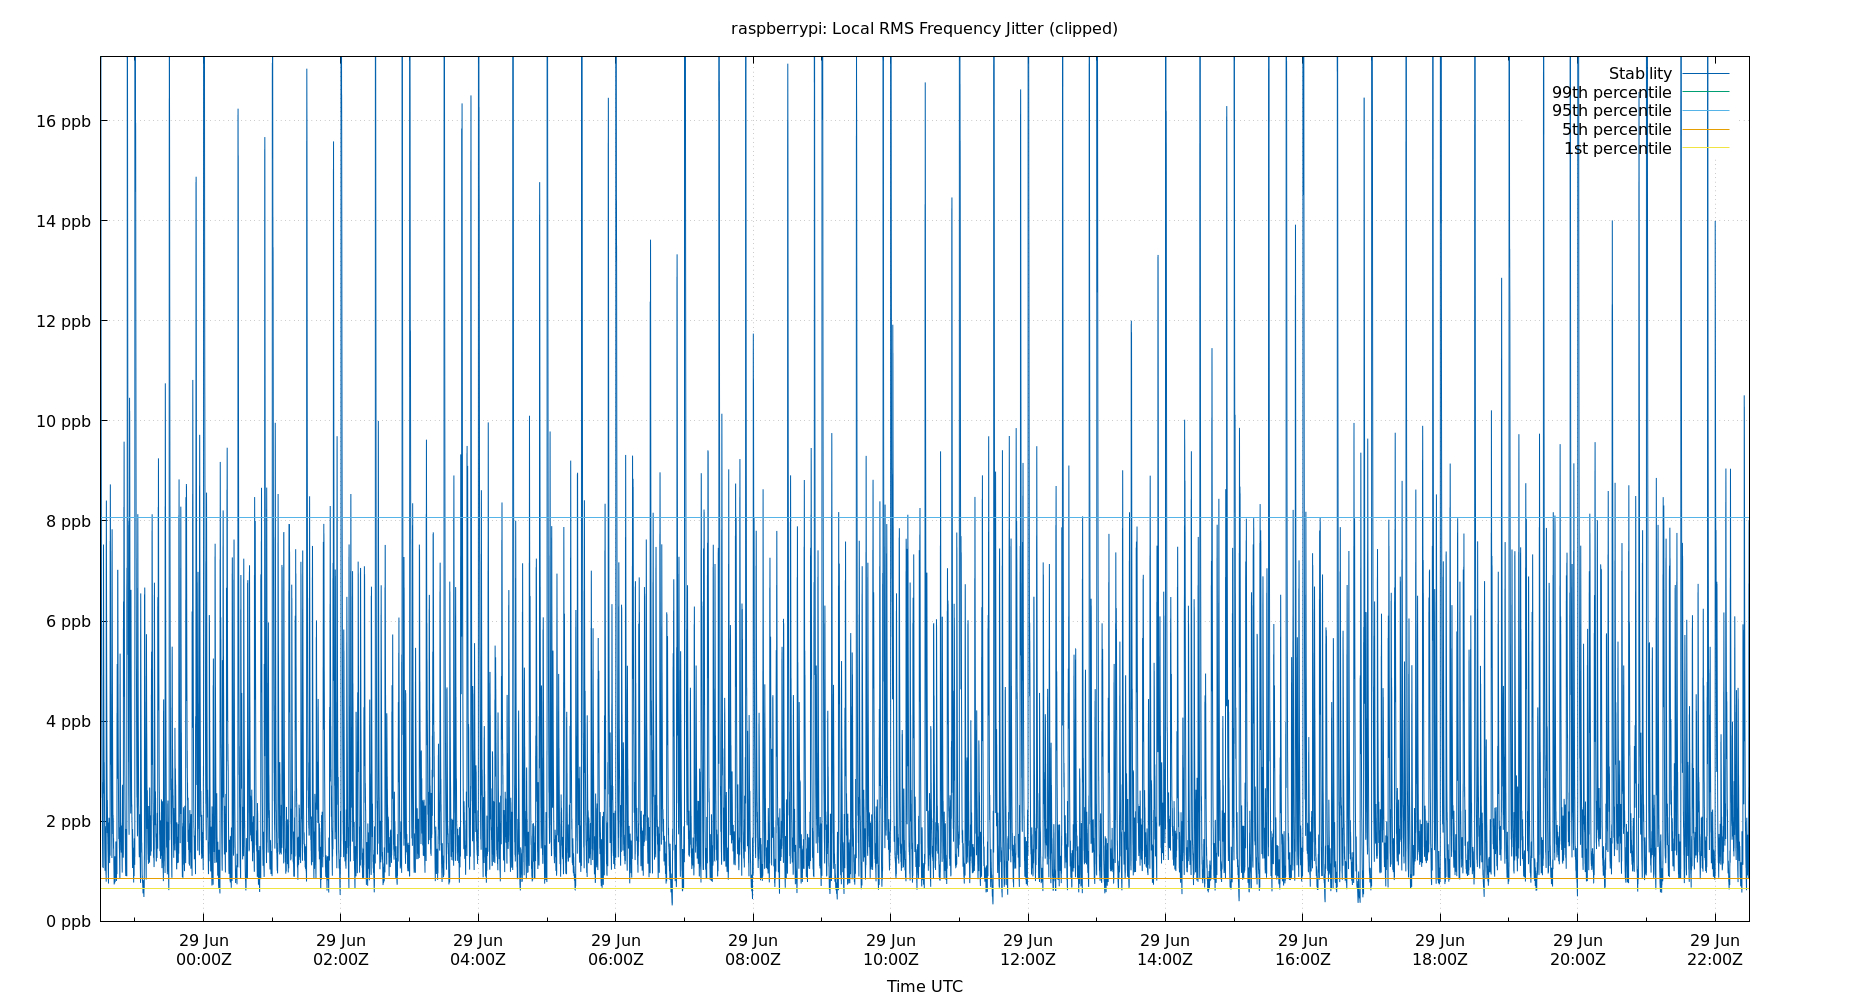 raspberrypi: Local RMS Frequency Jitter (clipped)
Stability
99th percentile
95th percentile
5th percentile
1st percentile
16 ppb
14 ppb
12 ppb
10 ppb
8 ppb
6 ppb
4 ppb
2 ppb
0 ppb
29 Jun 29 Jun 29 Jun 29 Jun 29 Jun 29 Jun 29 Jun 29 Jun 29 Jun 29 Jun 29 Jun 29 Jun
00:00Z 02:00Z 04:00Z 06:00Z 08:00Z 10:00Z 12:00Z 14:00Z 16:00Z 18:00Z 20:00Z 22:00Z
Time UTC